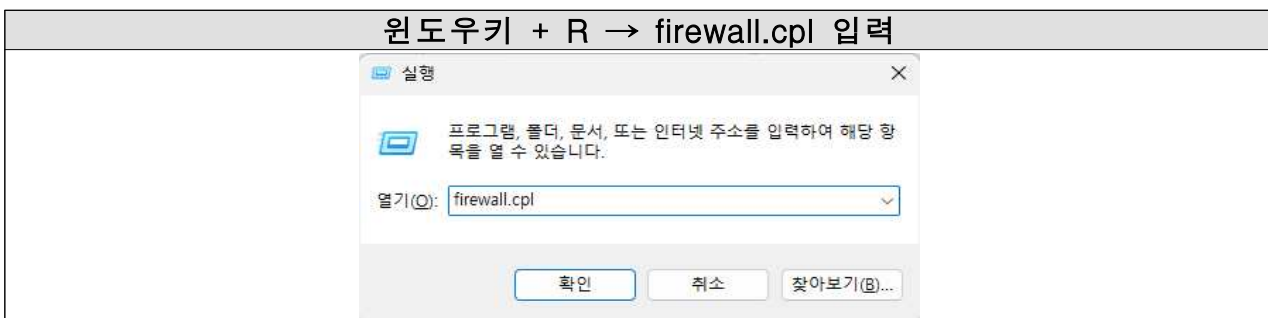 윈도우키 + R → firewall.cpl 입력
실행
프로그램, 폴더, 문서, 또는 인터넷 주소를 입력하여 해당 항
목을 열 수 있습니다.
열기(O): firewall.cpl
확인 취소 찾아보기(B)...